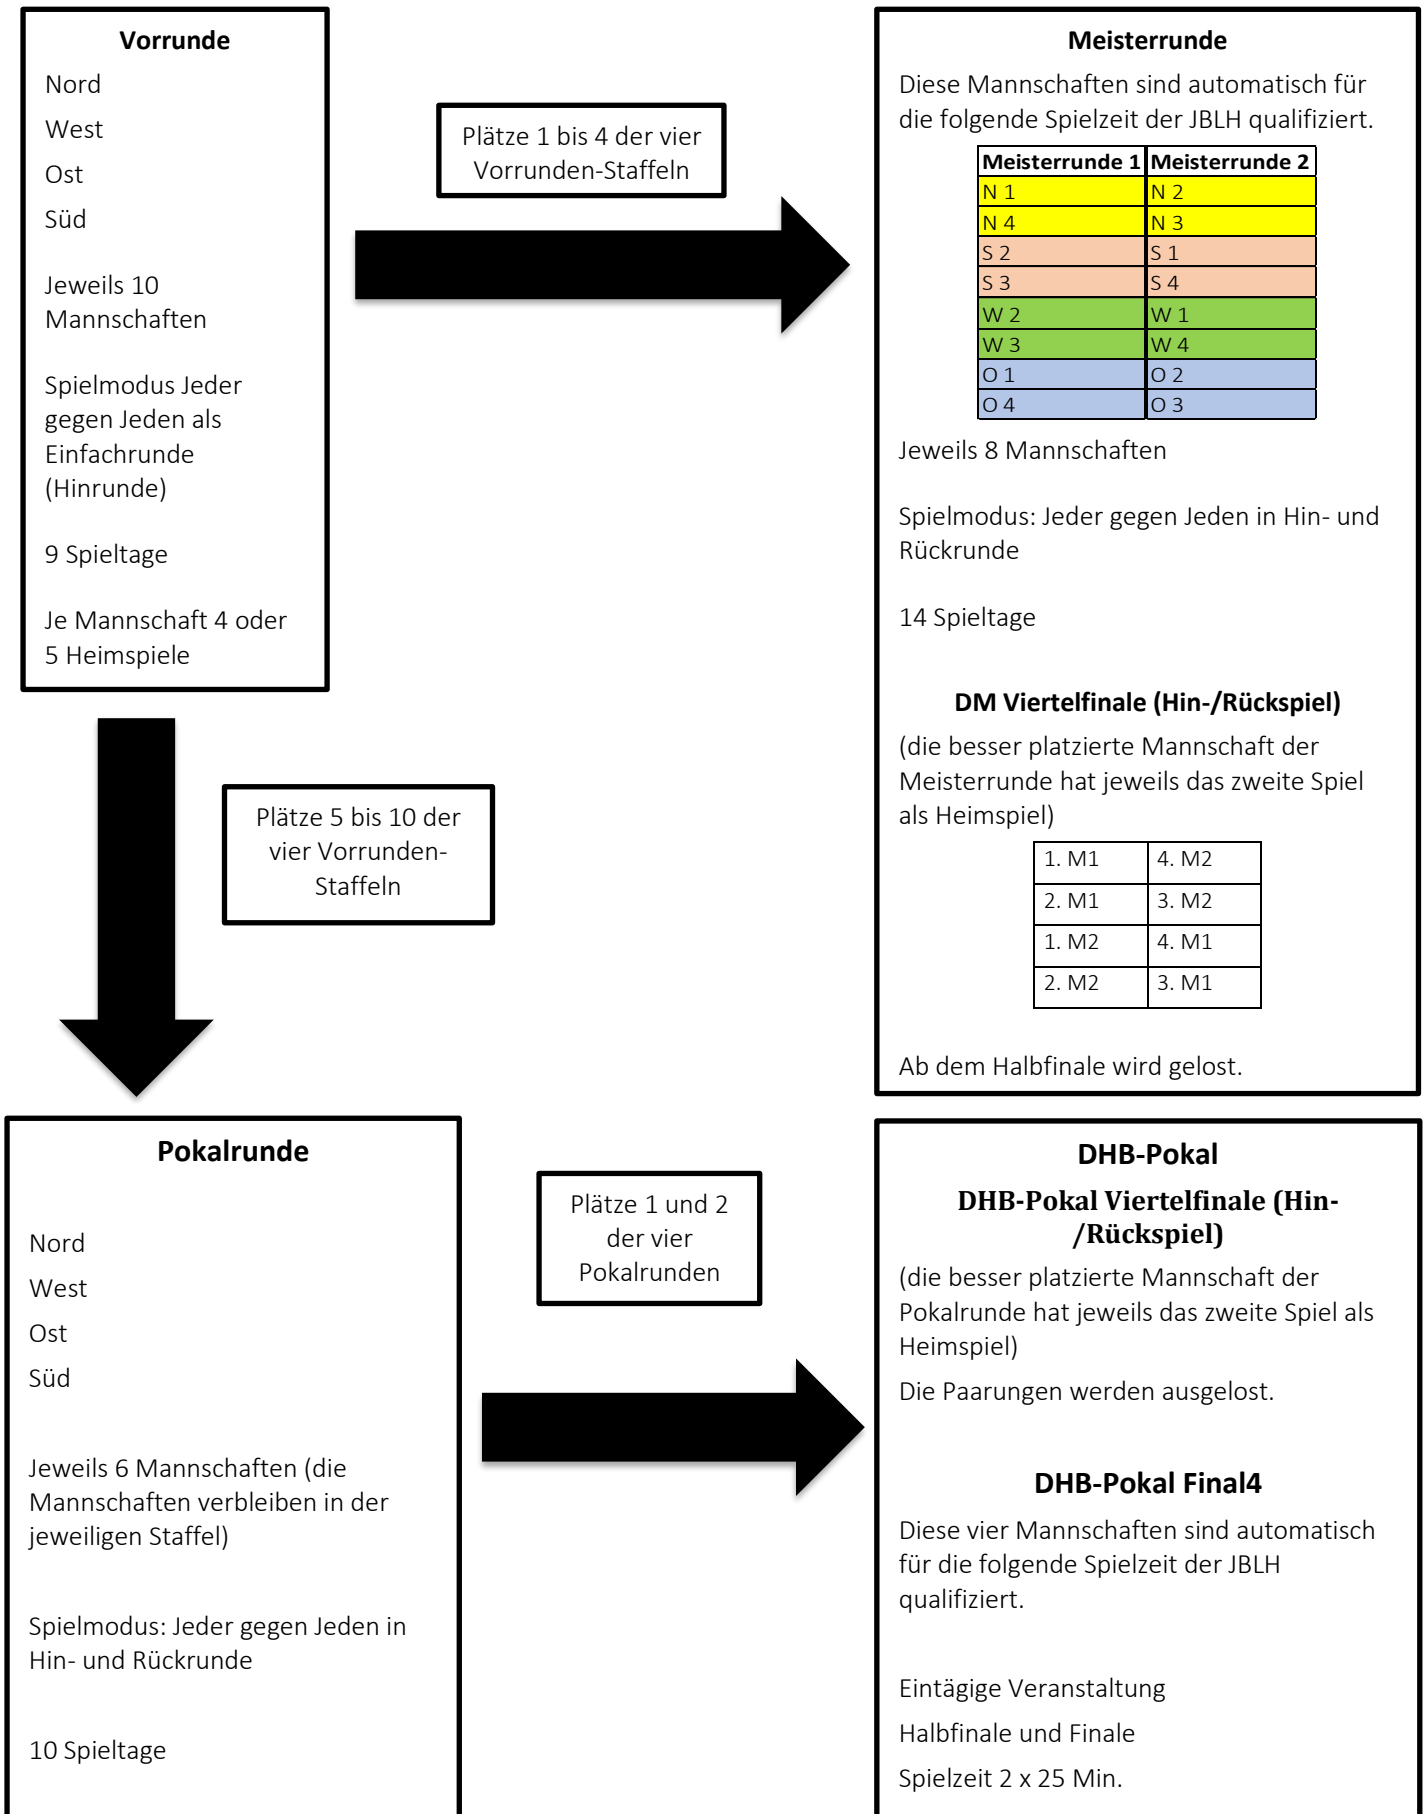 Vorrunde
Nord
West
Ost
Süd
Jeweils 10
Mannschaften
Spielmodus Jeder
gegen Jeden als
Einfachrunde
(Hinrunde)
9 Spieltage
Je Mannschaft 4 oder
5 Heimspiele
Plätze 1 bis 4 der vier
Vorrunden-Staffeln
Meisterrunde
Diese Mannschaften sind automatisch für
die folgende Spielzeit der JBLH qualifiziert.
Meisterrunde 1 Meisterrunde 2
N 1 N 2
N 4 N 3
S 2 S 1
S 3 S 4
W 2 W 1
W 3 W 4
O 1 O 2
O 4 O 3
Jeweils 8 Mannschaften
Spielmodus: Jeder gegen Jeden in Hin- und
Rückrunde
14 Spieltage
DM Viertelfinale (Hin-/Rückspiel)
(die besser platzierte Mannschaft der
Meisterrunde hat jeweils das zweite Spiel
als Heimspiel)
1. M1 4. M2
2. M1 3. M2
1. M2 4. M1
2. M2 3. M1
Ab dem Halbfinale wird gelost.
Plätze 5 bis 10 der
vier Vorrunden-
Staffeln
Pokalrunde
Nord
West
Ost
Süd
Jeweils 6 Mannschaften (die
Mannschaften verbleiben in der
jeweiligen Staffel)
Spielmodus: Jeder gegen Jeden in
Hin- und Rückrunde
10 Spieltage
Plätze 1 und 2
der vier
Pokalrunden
DHB-Pokal
DHB-Pokal Viertelfinale (Hin-
/Rückspiel)
(die besser platzierte Mannschaft der
Pokalrunde hat jeweils das zweite Spiel als
Heimspiel)
Die Paarungen werden ausgelost.
DHB-Pokal Final4
Diese vier Mannschaften sind automatisch
für die folgende Spielzeit der JBLH
qualifiziert.
Eintägige Veranstaltung
Halbfinale und Finale
Spielzeit 2 x 25 Min.